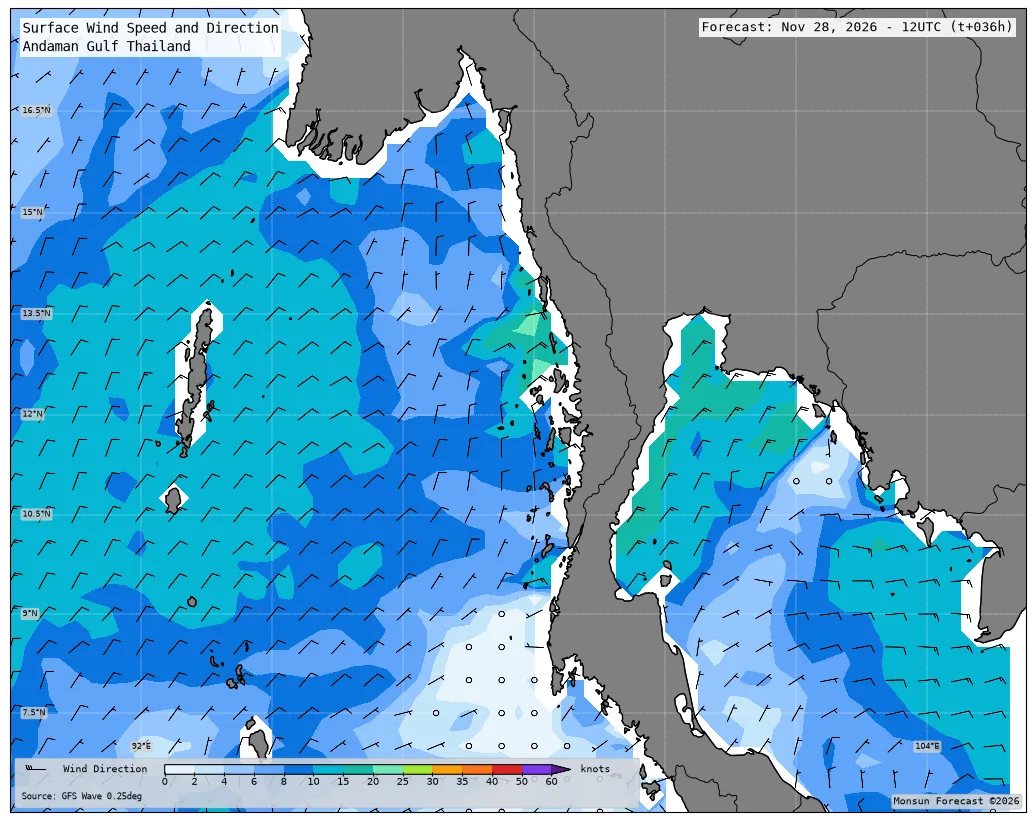 Surface Wind Speed and Direction
Andaman Gulf Thailand
Forecast: Nov 28, 2026 - 12UTC (t+036h)
16.5°N
15°N
13.5°N
12°N
10.5°N
9°N
7.5°N
92°E
104°E
Wind Direction
0 2 4 6 8 10 15 20 25 30 35 40 50 60
knots
Source: GFS Wave 0.25deg
Monsun Forecast ©2026